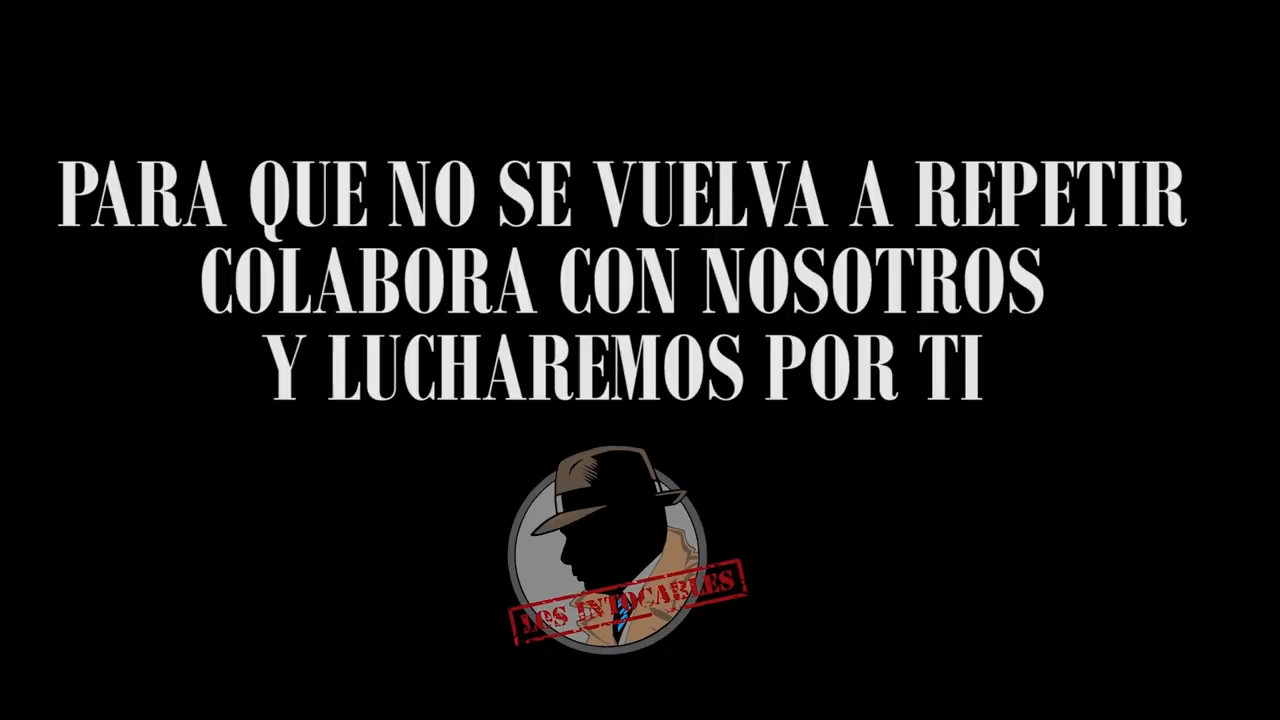 PARA QUE NO SE VUELVA A REPETIR
COLABORA CON NOSOTROS
Y LUCHAREMOS POR TI
LOS INTOCABLES